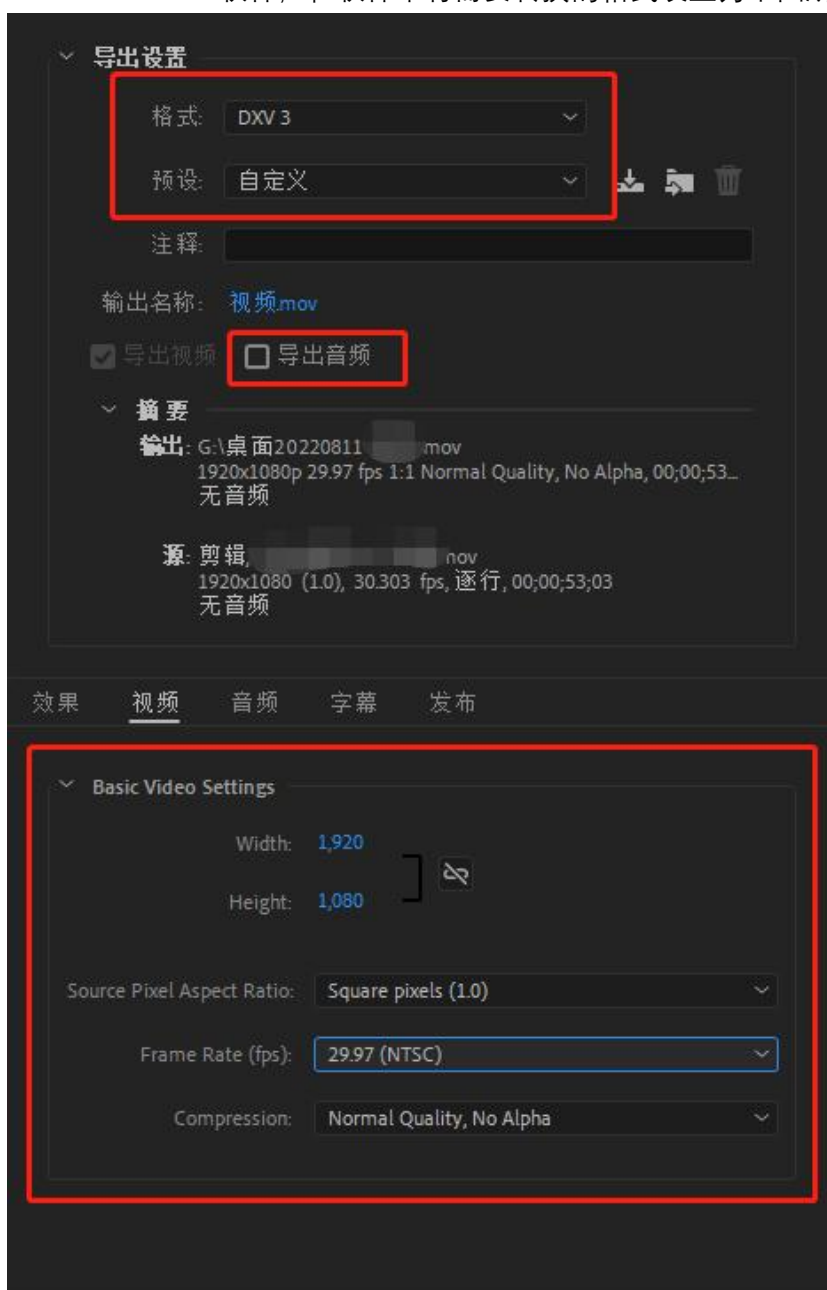 导出设置
格式: DXV 3
预设: 自定义
注释:
输出名称: 视频.mov
导出视频 导出音频
摘要
输出: G:\桌面20220811 mov
1920x1080p 29.97 fps 1:1 Normal Quality, No Alpha, 00;00;53...
无音频
源: 剪辑, mov
1920x1080 (1.0), 30.303 fps, 逐行, 00;00;53;03
无音频
效果 视频 音频 字幕 发布
Basic Video Settings
Width: 1,920
Height: 1,080
Source Pixel Aspect Ratio: Square pixels (1.0)
Frame Rate (fps): 29.97 (NTSC)
Compression: Normal Quality, No Alpha